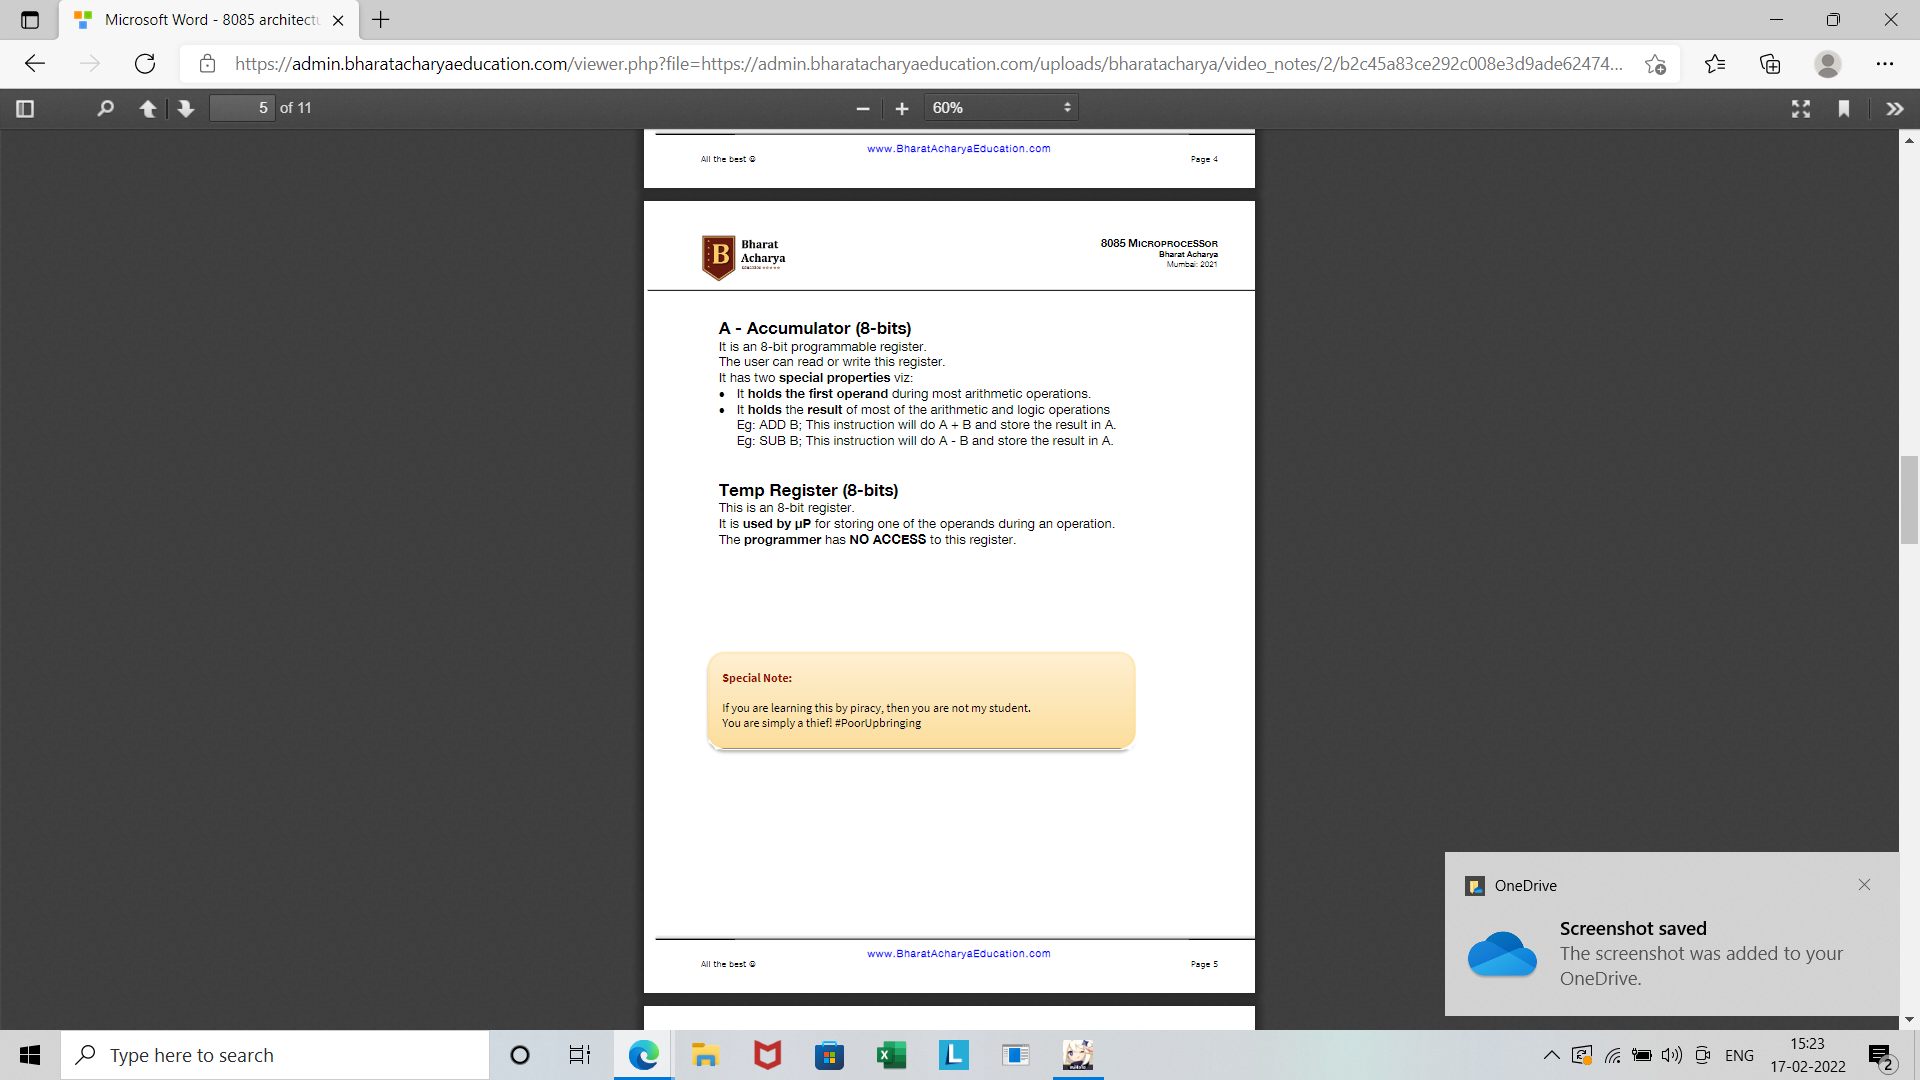 Microsoft Word - 8085 architectu
https://admin.bharatacharyaeducation.com/viewer.php?file=https://admin.bharatacharyaeducation.com/uploads/bharatacharya/video_notes/2/b2c45a83ce292c008e3d9ade62474...
5 of 11
60%
www.BharatAcharyaEducation.com
All the best ☺
Page 4
B
Bharat
Acharya
8085 MICROPROCESSOR
Bharat Acharya
Mumbai: 2021
A - Accumulator (8-bits)
It is an 8-bit programmable register.
The user can read or write this register.
It has two special properties viz:
• It holds the first operand during most arithmetic operations.
• It holds the result of most of the arithmetic and logic operations
Eg: ADD B; This instruction will do A + B and store the result in A.
Eg: SUB B; This instruction will do A - B and store the result in A.
Temp Register (8-bits)
This is an 8-bit register.
It is used by µP for storing one of the operands during an operation.
The programmer has NO ACCESS to this register.
Special Note:
If you are learning this by piracy, then you are not my student.
You are simply a thief! #PoorUpbringing
www.BharatAcharyaEducation.com
All the best ☺
Page 5
OneDrive
Screenshot saved
The screenshot was added to your
OneDrive.
Type here to search
L
ENG
15:23
17-02-2022
2